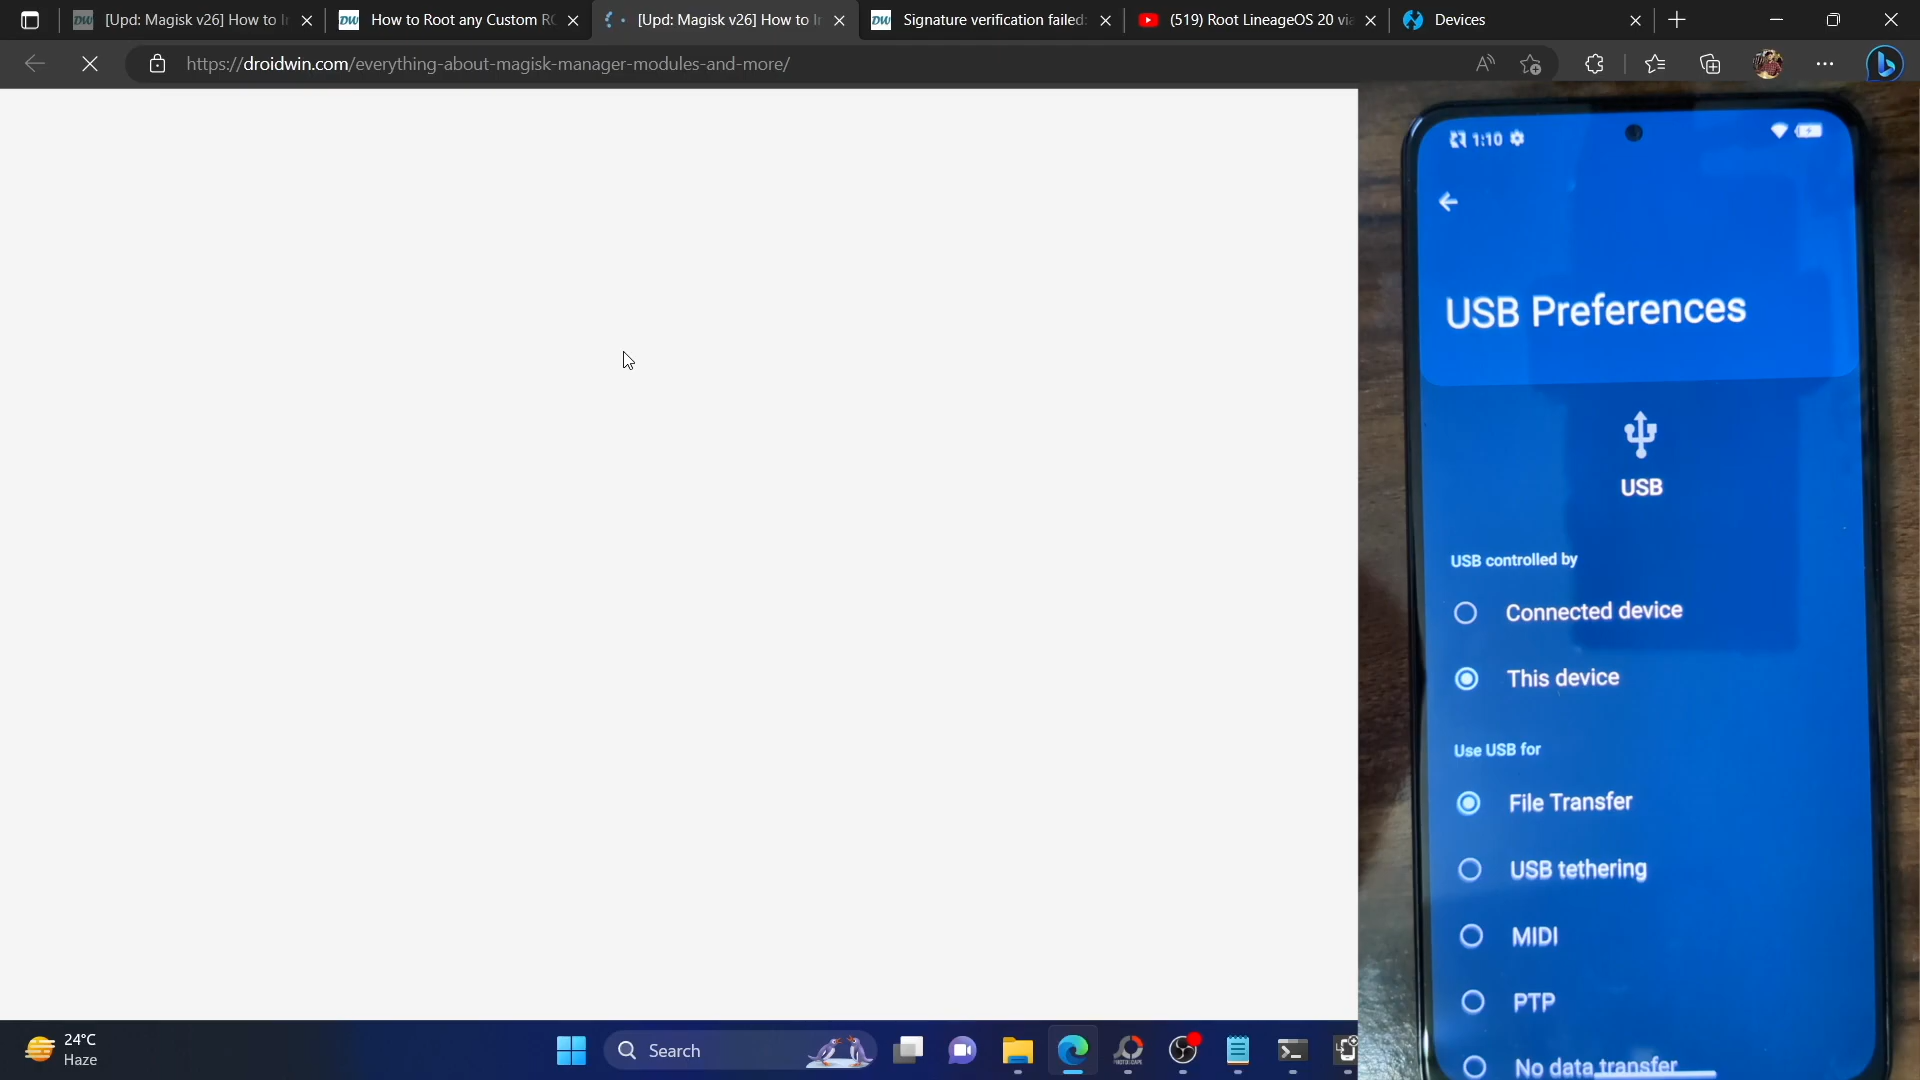 [Upd: Magisk v26] How to I
How to Root any Custom RO
[Upd: Magisk v26] How to I
Signature verification failed:
(519) Root LineageOS 20 via
Devices
https://droidwin.com/everything-about-magisk-manager-modules-and-more/
1:10
USB Preferences
USB
USB controlled by
Connected device
This device
Use USB for
File Transfer
USB tethering
MIDI
PTP
No data transfer
24°C
Haze
Search